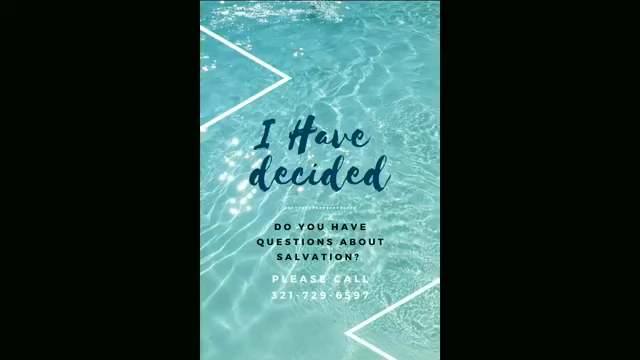 I Have
decided
DO YOU HAVE
QUESTIONS ABOUT
SALVATION?
PLEASE CALL
321-729-6597